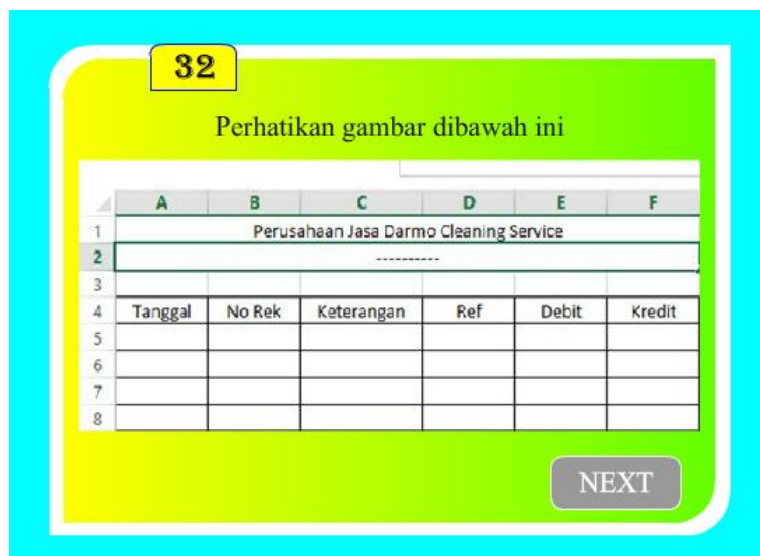 32
Perhatikan gambar dibawah ini
A B C D E F
1 Perusahaan Jasa Darmo Cleaning Service
2 ----------
3
4 Tanggal No Rek Keterangan Ref Debit Kredit
5
6
7
8
NEXT